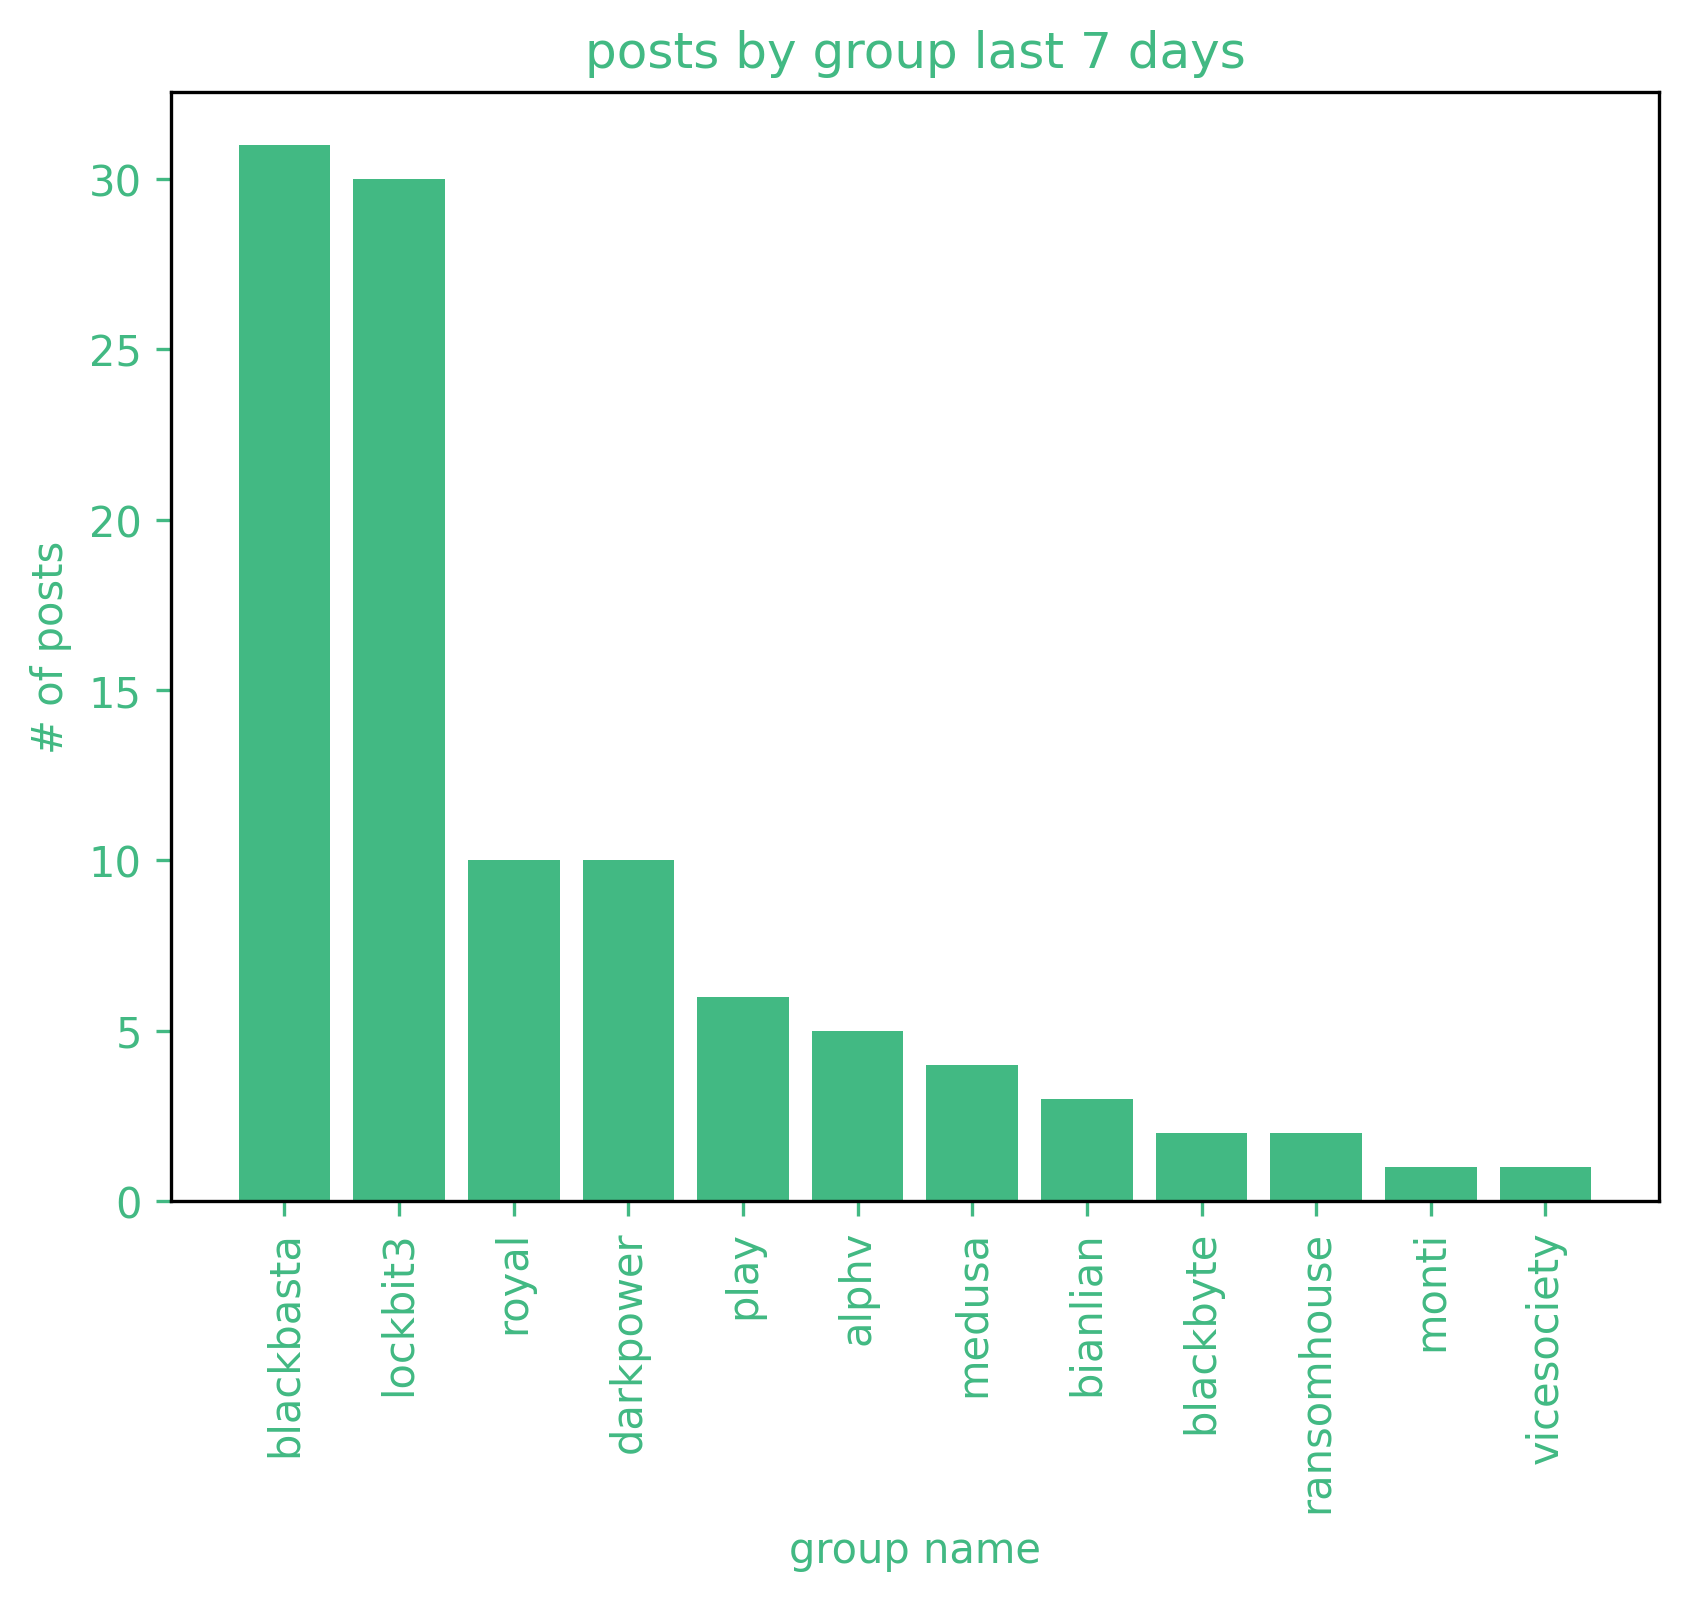 posts by group last 7 days
# of posts
30
25
20
15
10
5
0
blackbasta
lockbit3
royal
darkpower
play
alphv
medusa
bianlian
blackbyte
ransomhouse
monti
vicesociety
group name